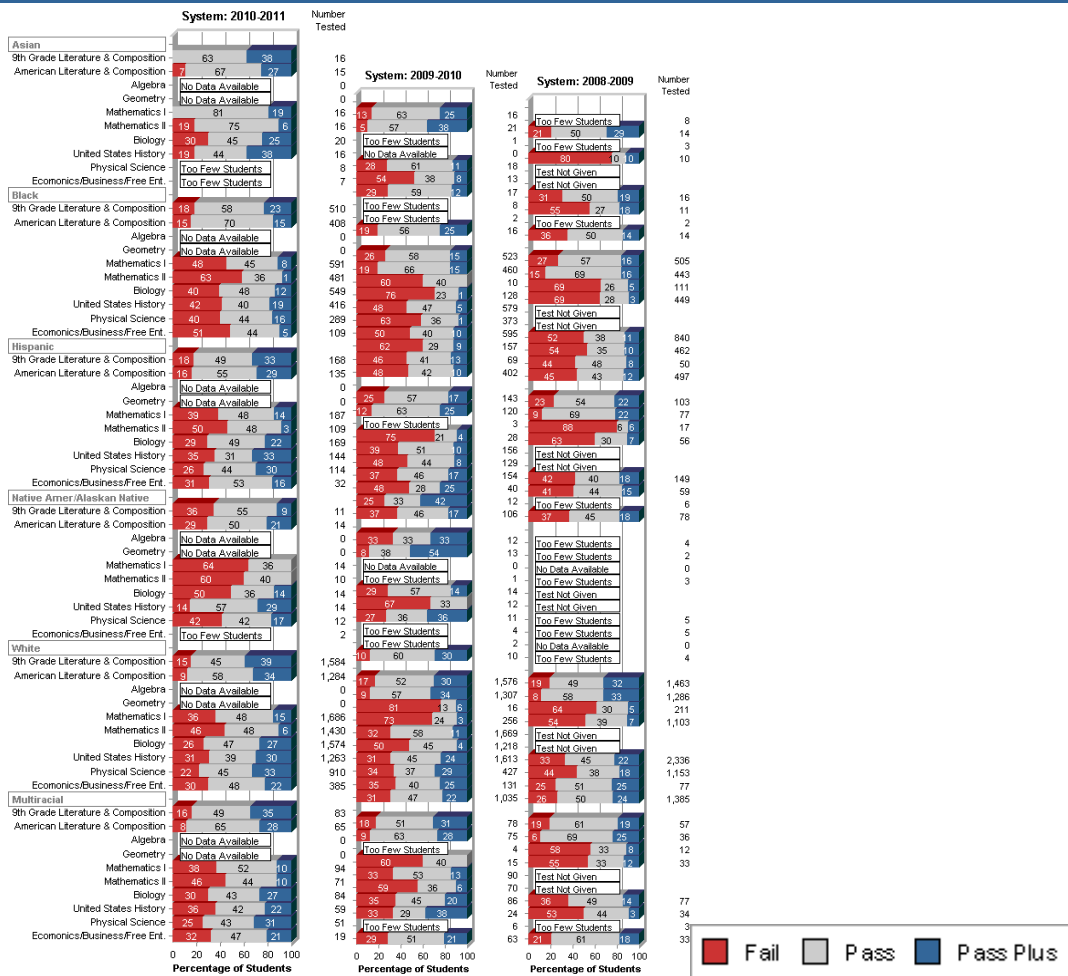 System: 2010-2011 Number Tested
Asian
9th Grade Literature & Composition 63 38 16
American Literature & Composition 7 67 27 15
Algebra No Data Available 0
Geometry No Data Available 0
Mathematics I 81 19 16
Mathematics II 19 75 6 16
Biology 30 45 25 20
United States History 19 44 38 16
Physical Science Too Few Students 8
Economics/Business/Free Ent. Too Few Students 7
Black
9th Grade Literature & Composition 18 58 23 510
American Literature & Composition 15 70 15 408
Algebra No Data Available 0
Geometry No Data Available 0
Mathematics I 48 45 8 591
Mathematics II 63 36 1 481
Biology 40 48 12 549
United States History 42 40 19 416
Physical Science 40 44 16 289
Economics/Business/Free Ent. 51 44 5 109
Hispanic
9th Grade Literature & Composition 18 49 33 168
American Literature & Composition 16 55 29 135
Algebra No Data Available 0
Geometry No Data Available 0
Mathematics I 39 48 14 187
Mathematics II 50 48 3 109
Biology 29 49 22 169
United States History 35 31 33 144
Physical Science 26 44 30 114
Economics/Business/Free Ent. 31 53 16 32
Native Amer/Alaskan Native
9th Grade Literature & Composition 36 55 9 11
American Literature & Composition 29 50 21 14
Algebra No Data Available 0
Geometry No Data Available 0
Mathematics I 64 36 14
Mathematics II 60 40 10
Biology 50 36 14 14
United States History 14 57 29 14
Physical Science 42 42 17 12
Economics/Business/Free Ent. Too Few Students 2
White
9th Grade Literature & Composition 15 45 39 1,584
American Literature & Composition 9 58 34 1,284
Algebra No Data Available 0
Geometry No Data Available 0
Mathematics I 36 48 15 1,686
Mathematics II 46 48 6 1,430
Biology 26 47 27 1,574
United States History 31 39 30 1,263
Physical Science 22 45 33 910
Economics/Business/Free Ent. 30 48 22 385
Multiracial
9th Grade Literature & Composition 16 49 35 83
American Literature & Composition 8 65 28 65
Algebra No Data Available 0
Geometry No Data Available 0
Mathematics I 38 52 10 94
Mathematics II 46 44 10 71
Biology 30 43 27 84
United States History 36 42 22 59
Physical Science 25 43 31 51
Economics/Business/Free Ent. 32 47 21 19
0 20 40 60 80 100
Percentage of Students
System: 2009-2010 Number Tested
13 63 25 16
5 57 38 21
Too Few Students 1
No Data Available 0
28 61 11 18
54 38 8 13
29 59 12 17
Too Few Students 8
Too Few Students 2
19 56 25 16
26 58 15 523
19 66 15 460
60 40 10
76 23 1 128
48 47 5 579
63 36 1 373
50 40 10 595
62 29 9 157
46 41 13 69
48 42 10 402
25 57 17 143
12 63 25 120
Too Few Students 3
75 21 4 28
39 51 10 156
48 44 8 129
37 46 17 154
48 28 25 40
25 33 42 12
37 46 17 106
33 33 33 12
8 38 54 13
No Data Available 0
Too Few Students 1
29 57 14 14
67 33 12
27 36 36 11
Too Few Students 4
Too Few Students 2
10 60 30 10
17 52 30 1,576
9 57 34 1,307
81 13 6 16
73 24 3 256
32 58 11 1,669
50 45 4 1,218
31 45 24 1,613
34 37 29 427
35 40 25 131
31 47 22 1,035
18 51 31 78
9 63 28 75
Too Few Students 4
60 40 15
33 53 13 90
59 36 6 70
35 45 20 86
33 29 38 24
Too Few Students 6
29 51 21 63
0 20 40 60 80 100
Percentage of Students
System: 2008-2009 Number Tested
Too Few Students 8
21 50 29 14
Too Few Students 3
80 10 10 10
Test Not Given
Test Not Given
31 50 19 16
55 27 18 11
Too Few Students 2
36 50 14 14
27 57 16 505
15 69 16 443
69 26 5 111
69 28 3 449
Test Not Given
Test Not Given
52 38 11 840
54 35 10 462
44 48 8 50
45 43 12 497
23 54 22 103
9 69 22 77
88 6 6 17
63 30 7 56
Test Not Given
Test Not Given
42 40 18 149
41 44 15 59
Too Few Students 6
37 45 18 78
Too Few Students 4
Too Few Students 2
No Data Available 0
Too Few Students 3
Test Not Given
Test Not Given
Too Few Students 5
Too Few Students 5
No Data Available 0
Too Few Students 4
19 49 32 1,463
8 58 33 1,286
64 30 5 211
54 39 7 1,103
Test Not Given
Test Not Given
33 45 22 2,336
44 38 18 1,153
25 51 25 77
26 50 24 1,385
19 61 19 57
6 69 25 36
58 33 8 12
55 33 12 33
Test Not Given
Test Not Given
36 49 14 77
53 44 3 34
Too Few Students 3
21 61 18 33
0 20 40 60 80 100
Percentage of Students
Fail Pass Pass Plus